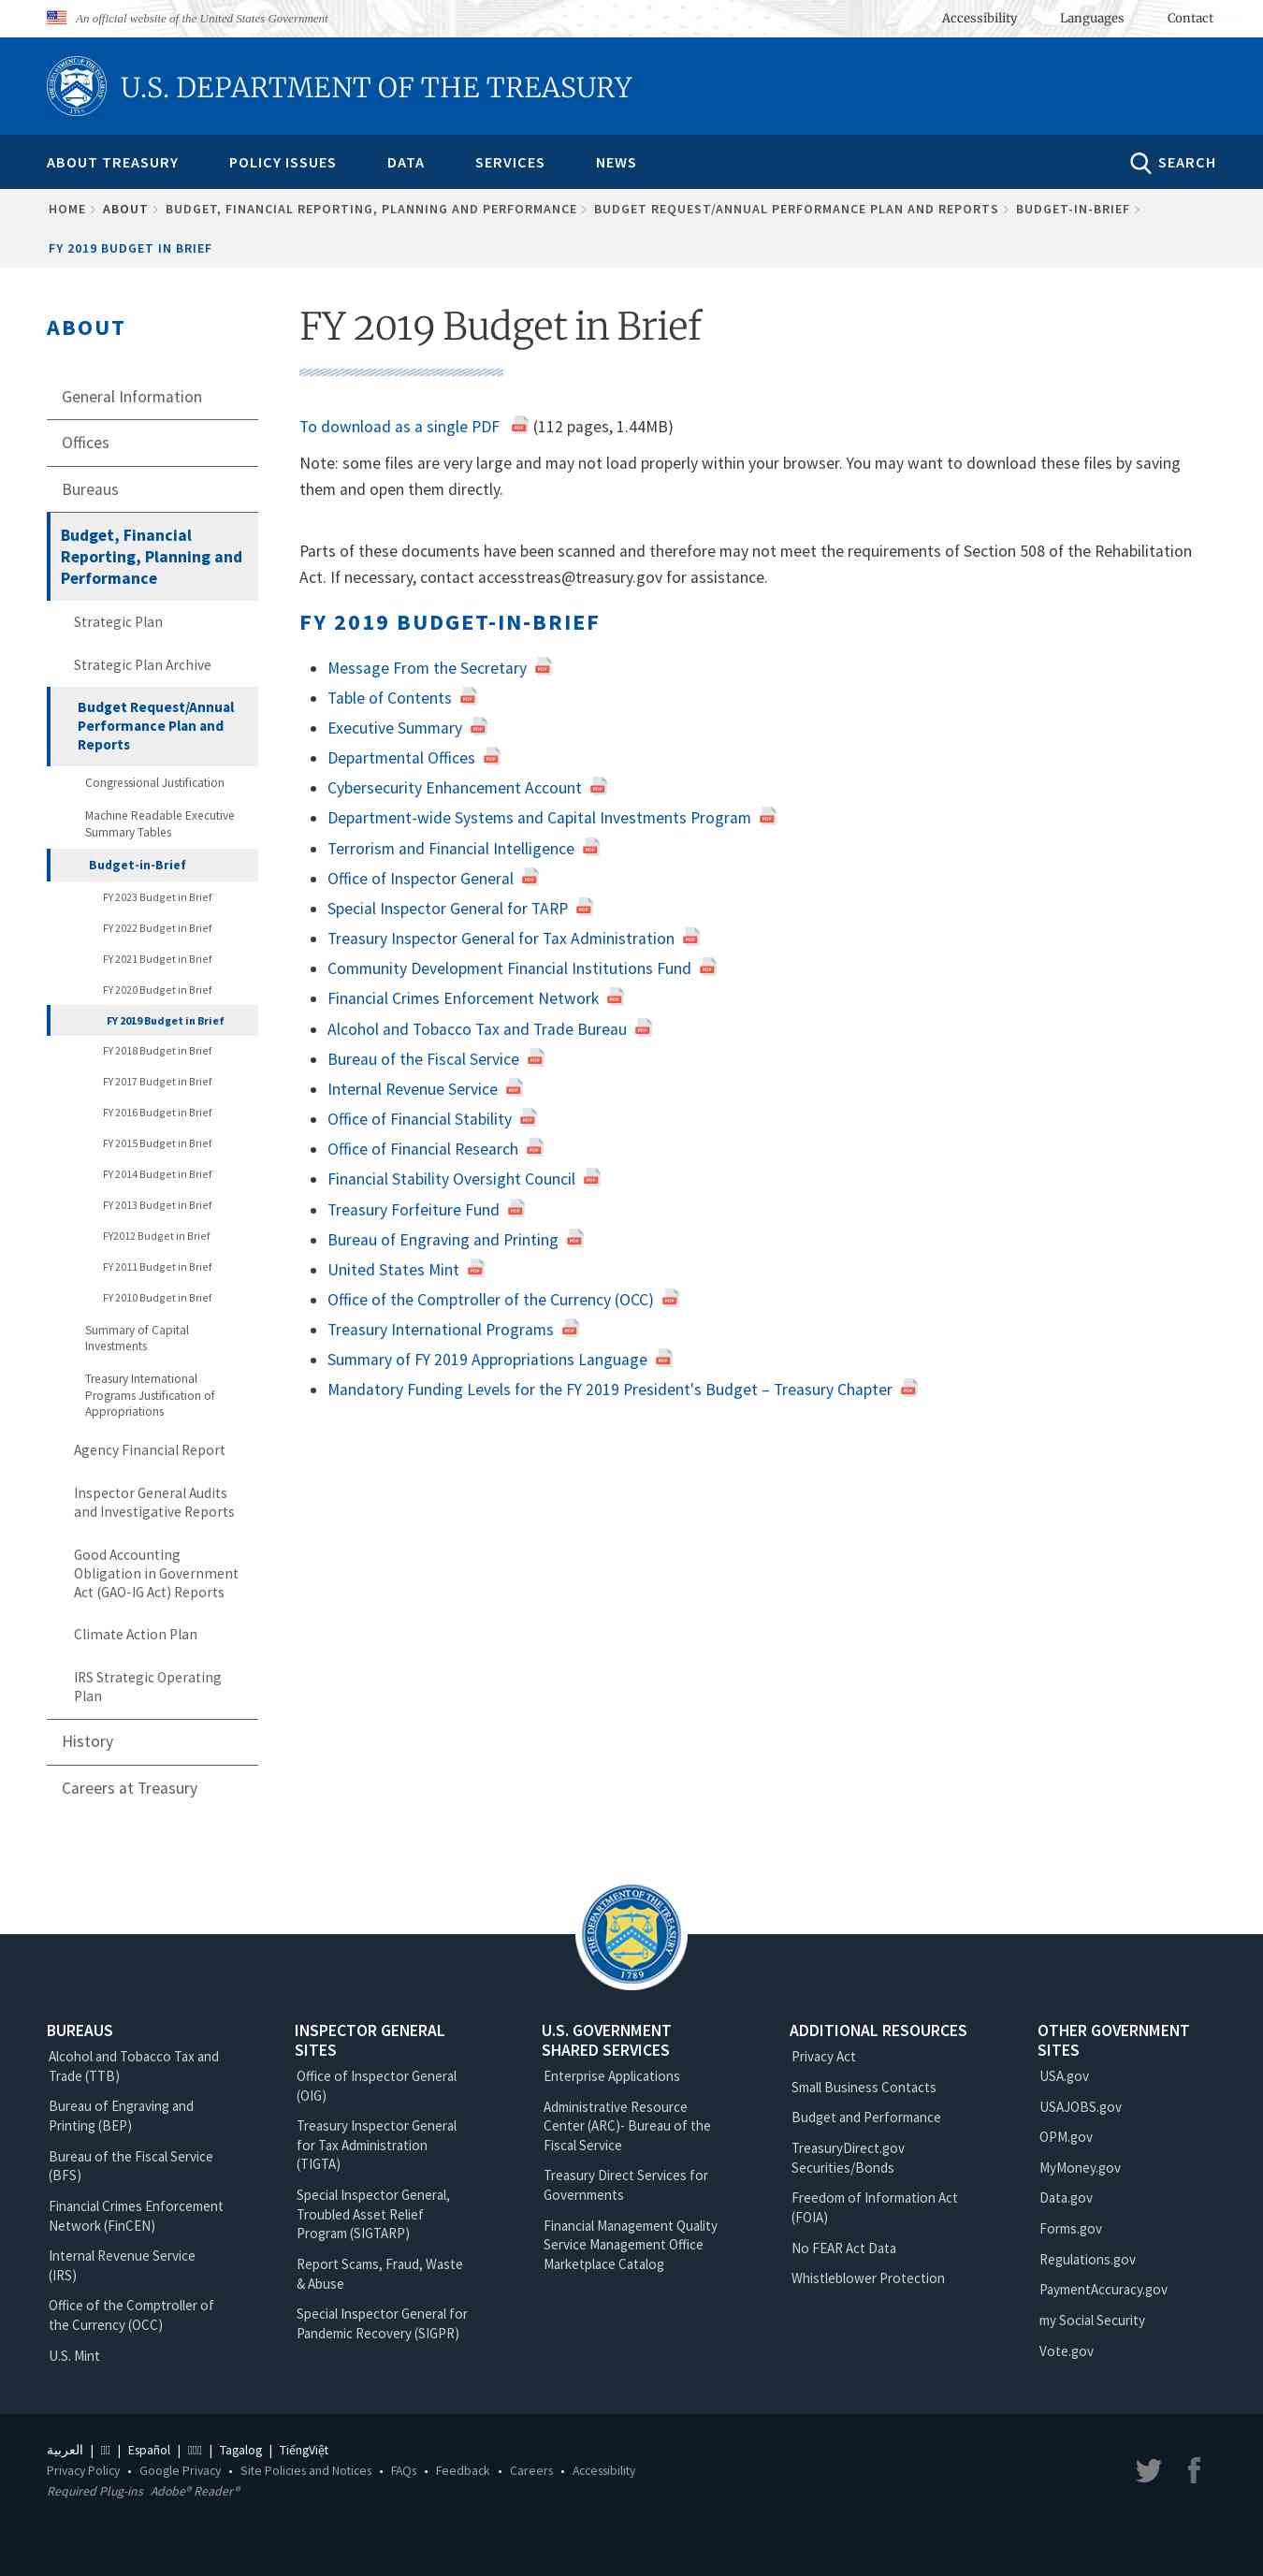 An official website of the United States Government
Accessibility
Languages
Contact
U.S. DEPARTMENT OF THE TREASURY
ABOUT TREASURY
POLICY ISSUES
DATA
SERVICES
NEWS
SEARCH
HOME > ABOUT > BUDGET, FINANCIAL REPORTING, PLANNING AND PERFORMANCE > BUDGET REQUEST/ANNUAL PERFORMANCE PLAN AND REPORTS > BUDGET-IN-BRIEF >
FY 2019 BUDGET IN BRIEF
ABOUT
General Information
Offices
Bureaus
Budget, Financial
Reporting, Planning and
Performance
Strategic Plan
Strategic Plan Archive
Budget Request/Annual
Performance Plan and
Reports
Congressional Justification
Machine Readable Executive
Summary Tables
Budget-in-Brief
FY 2023 Budget in Brief
FY 2022 Budget in Brief
FY 2021 Budget in Brief
FY 2020 Budget in Brief
FY 2019 Budget in Brief
FY 2018 Budget in Brief
FY 2017 Budget in Brief
FY 2016 Budget in Brief
FY 2015 Budget in Brief
FY 2014 Budget in Brief
FY 2013 Budget in Brief
FY2012 Budget in Brief
FY 2011 Budget in Brief
FY 2010 Budget in Brief
Summary of Capital
Investments
Treasury International
Programs Justification of
Appropriations
Agency Financial Report
Inspector General Audits
and Investigative Reports
Good Accounting
Obligation in Government
Act (GAO-IG Act) Reports
Climate Action Plan
IRS Strategic Operating
Plan
History
Careers at Treasury
FY 2019 Budget in Brief
To download as a single PDF (112 pages, 1.44MB)
Note: some files are very large and may not load properly within your browser. You may want to download these files by saving
them and open them directly.
Parts of these documents have been scanned and therefore may not meet the requirements of Section 508 of the Rehabilitation
Act. If necessary, contact accesstreas@treasury.gov for assistance.
FY 2019 BUDGET-IN-BRIEF
• Message From the Secretary
• Table of Contents
• Executive Summary
• Departmental Offices
• Cybersecurity Enhancement Account
• Department-wide Systems and Capital Investments Program
• Terrorism and Financial Intelligence
• Office of Inspector General
• Special Inspector General for TARP
• Treasury Inspector General for Tax Administration
• Community Development Financial Institutions Fund
• Financial Crimes Enforcement Network
• Alcohol and Tobacco Tax and Trade Bureau
• Bureau of the Fiscal Service
• Internal Revenue Service
• Office of Financial Stability
• Office of Financial Research
• Financial Stability Oversight Council
• Treasury Forfeiture Fund
• Bureau of Engraving and Printing
• United States Mint
• Office of the Comptroller of the Currency (OCC)
• Treasury International Programs
• Summary of FY 2019 Appropriations Language
• Mandatory Funding Levels for the FY 2019 President's Budget – Treasury Chapter
THE DEPARTMENT OF THE TREASURY
1789
BUREAUS
Alcohol and Tobacco Tax and
Trade (TTB)
Bureau of Engraving and
Printing (BEP)
Bureau of the Fiscal Service
(BFS)
Financial Crimes Enforcement
Network (FinCEN)
Internal Revenue Service
(IRS)
Office of the Comptroller of
the Currency (OCC)
U.S. Mint
INSPECTOR GENERAL
SITES
Office of Inspector General
(OIG)
Treasury Inspector General
for Tax Administration
(TIGTA)
Special Inspector General,
Troubled Asset Relief
Program (SIGTARP)
Report Scams, Fraud, Waste
& Abuse
Special Inspector General for
Pandemic Recovery (SIGPR)
U.S. GOVERNMENT
SHARED SERVICES
Enterprise Applications
Administrative Resource
Center (ARC)- Bureau of the
Fiscal Service
Treasury Direct Services for
Governments
Financial Management Quality
Service Management Office
Marketplace Catalog
ADDITIONAL RESOURCES
Privacy Act
Small Business Contacts
Budget and Performance
TreasuryDirect.gov
Securities/Bonds
Freedom of Information Act
(FOIA)
No FEAR Act Data
Whistleblower Protection
OTHER GOVERNMENT
SITES
USA.gov
USAJOBS.gov
OPM.gov
MyMoney.gov
Data.gov
Forms.gov
Regulations.gov
PaymentAccuracy.gov
my Social Security
Vote.gov
العربية | | Español | | Tagalog | TiếngViệt
Privacy Policy • Google Privacy • Site Policies and Notices • FAQs • Feedback • Careers • Accessibility
Required Plug-ins Adobe® Reader®